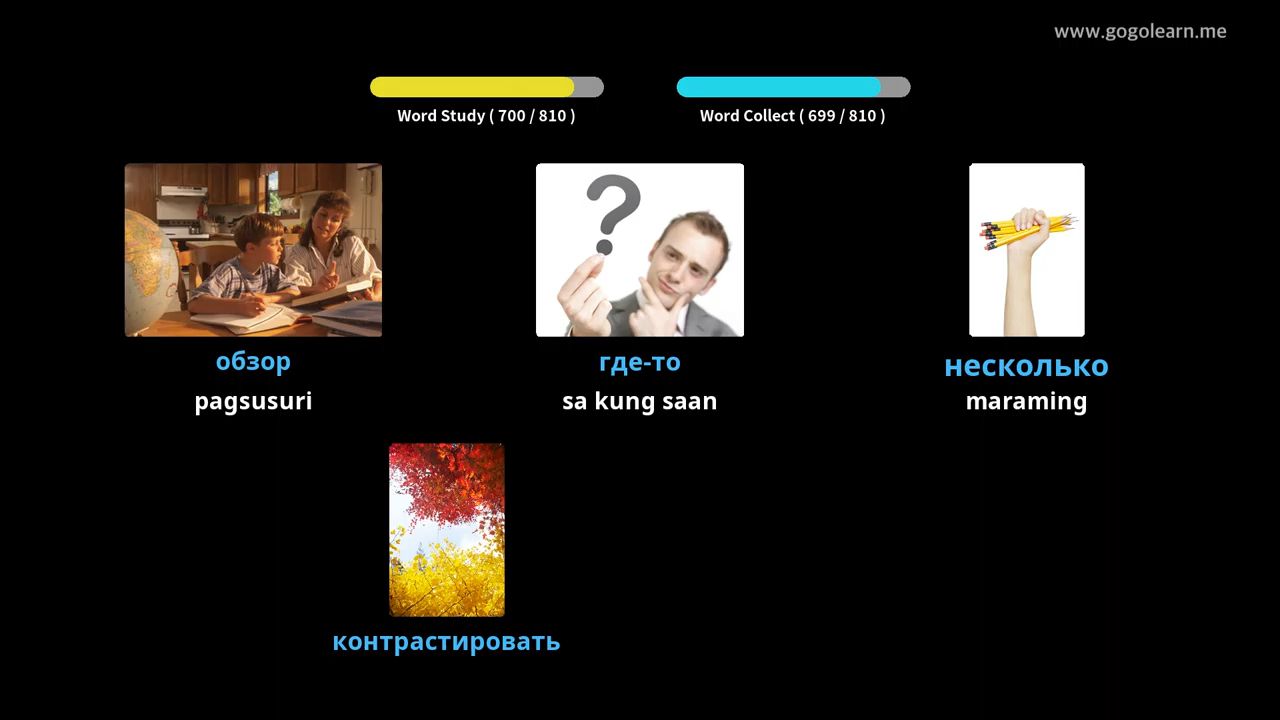 www.gogolearn.me
Word Study ( 700 / 810 )
Word Collect ( 699 / 810 )
обзор
где-то
несколько
pagsusuri
sa kung saan
maraming
контрастировать